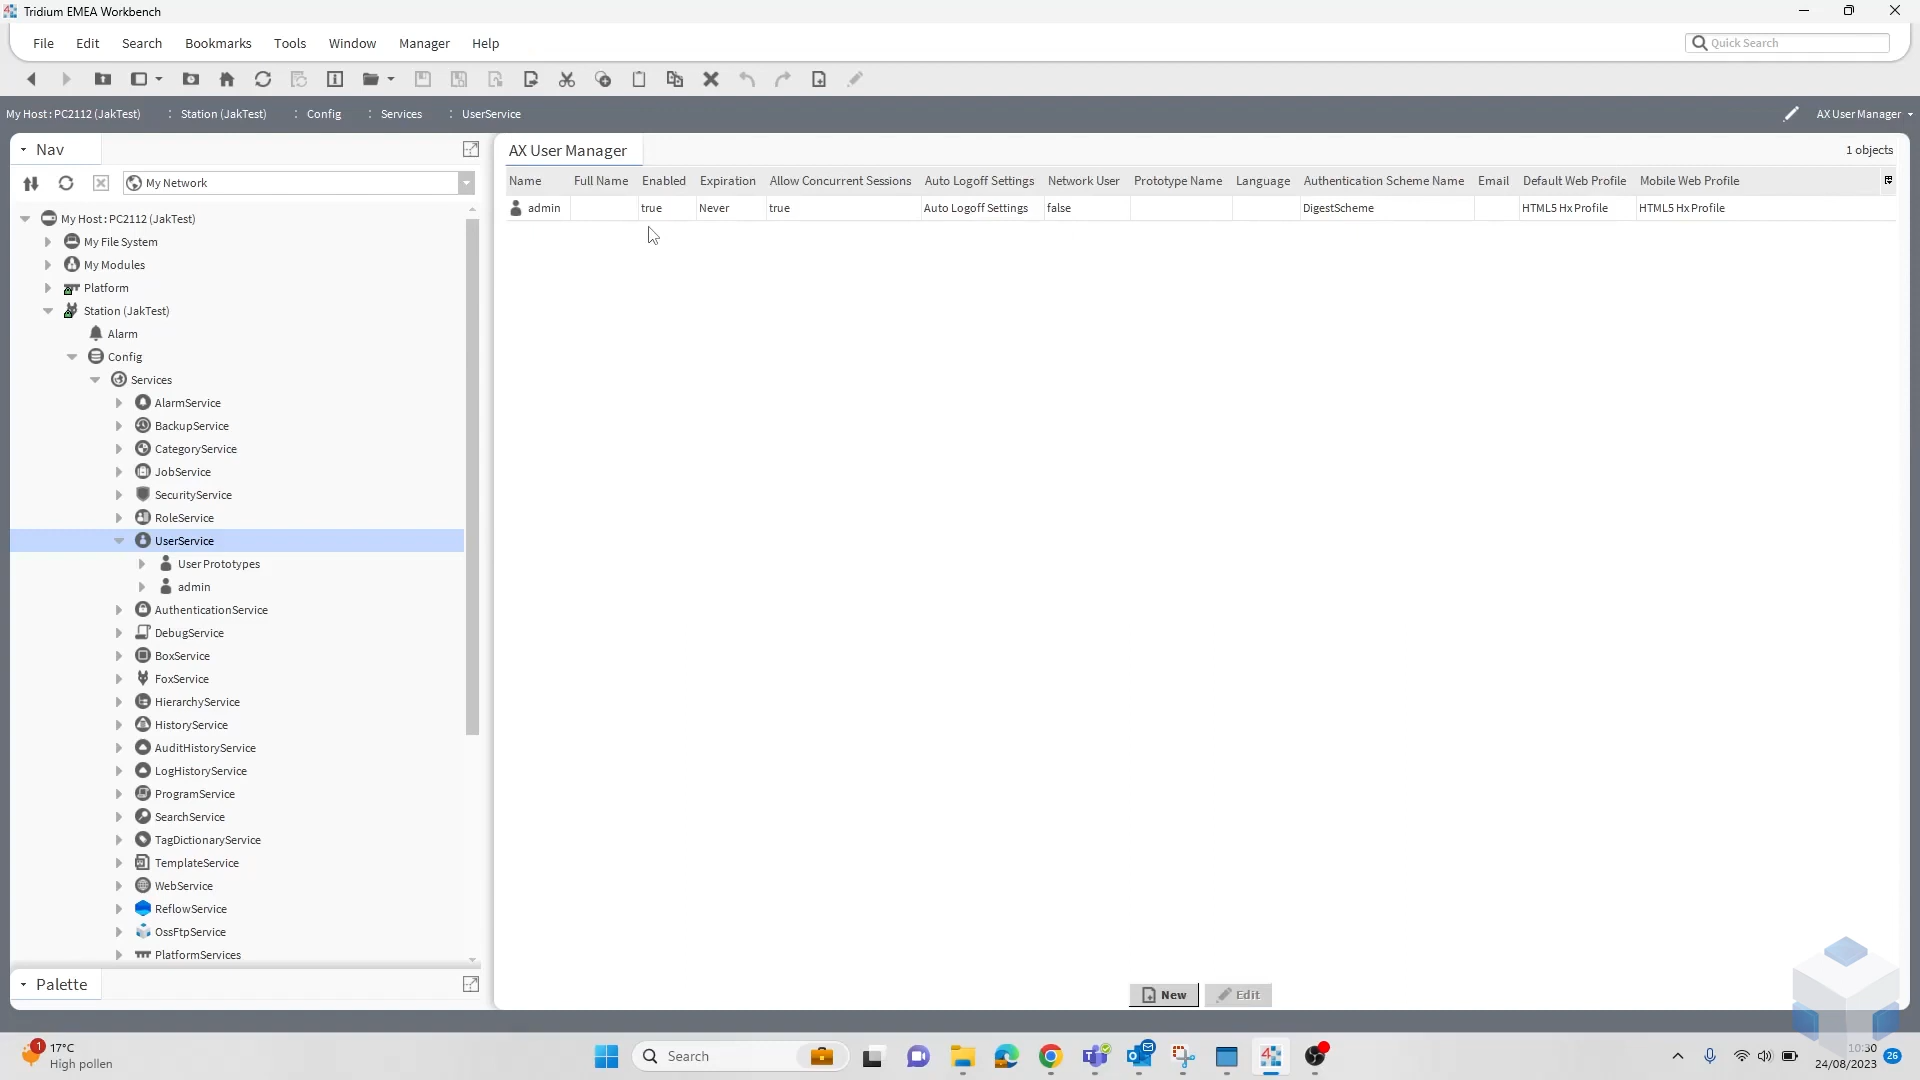 Tridium EMEA Workbench
File Edit Search Bookmarks Tools Window Manager Help
Quick Search
My Host : PC2112 (JakTest) : Station (JakTest) : Config : Services : UserService
AX User Manager
Nav
My Network
My Host : PC2112 (JakTest)
My File System
My Modules
Platform
Station (JakTest)
Alarm
Config
Services
AlarmService
BackupService
CategoryService
JobService
SecurityService
RoleService
UserService
User Prototypes
admin
AuthenticationService
DebugService
BoxService
FoxService
HierarchyService
HistoryService
AuditHistoryService
LogHistoryService
ProgramService
SearchService
TagDictionaryService
TemplateService
WebService
ReflowService
OssFtpService
PlatformServices
Palette
AX User Manager
1 objects
Name Full Name Enabled Expiration Allow Concurrent Sessions Auto Logoff Settings Network User Prototype Name Language Authentication Scheme Name Email Default Web Profile Mobile Web Profile
admin true Never true Auto Logoff Settings false DigestScheme HTML5 Hx Profile HTML5 Hx Profile
New Edit
1
17°C
High pollen
Search
10:30
24/08/2023
26